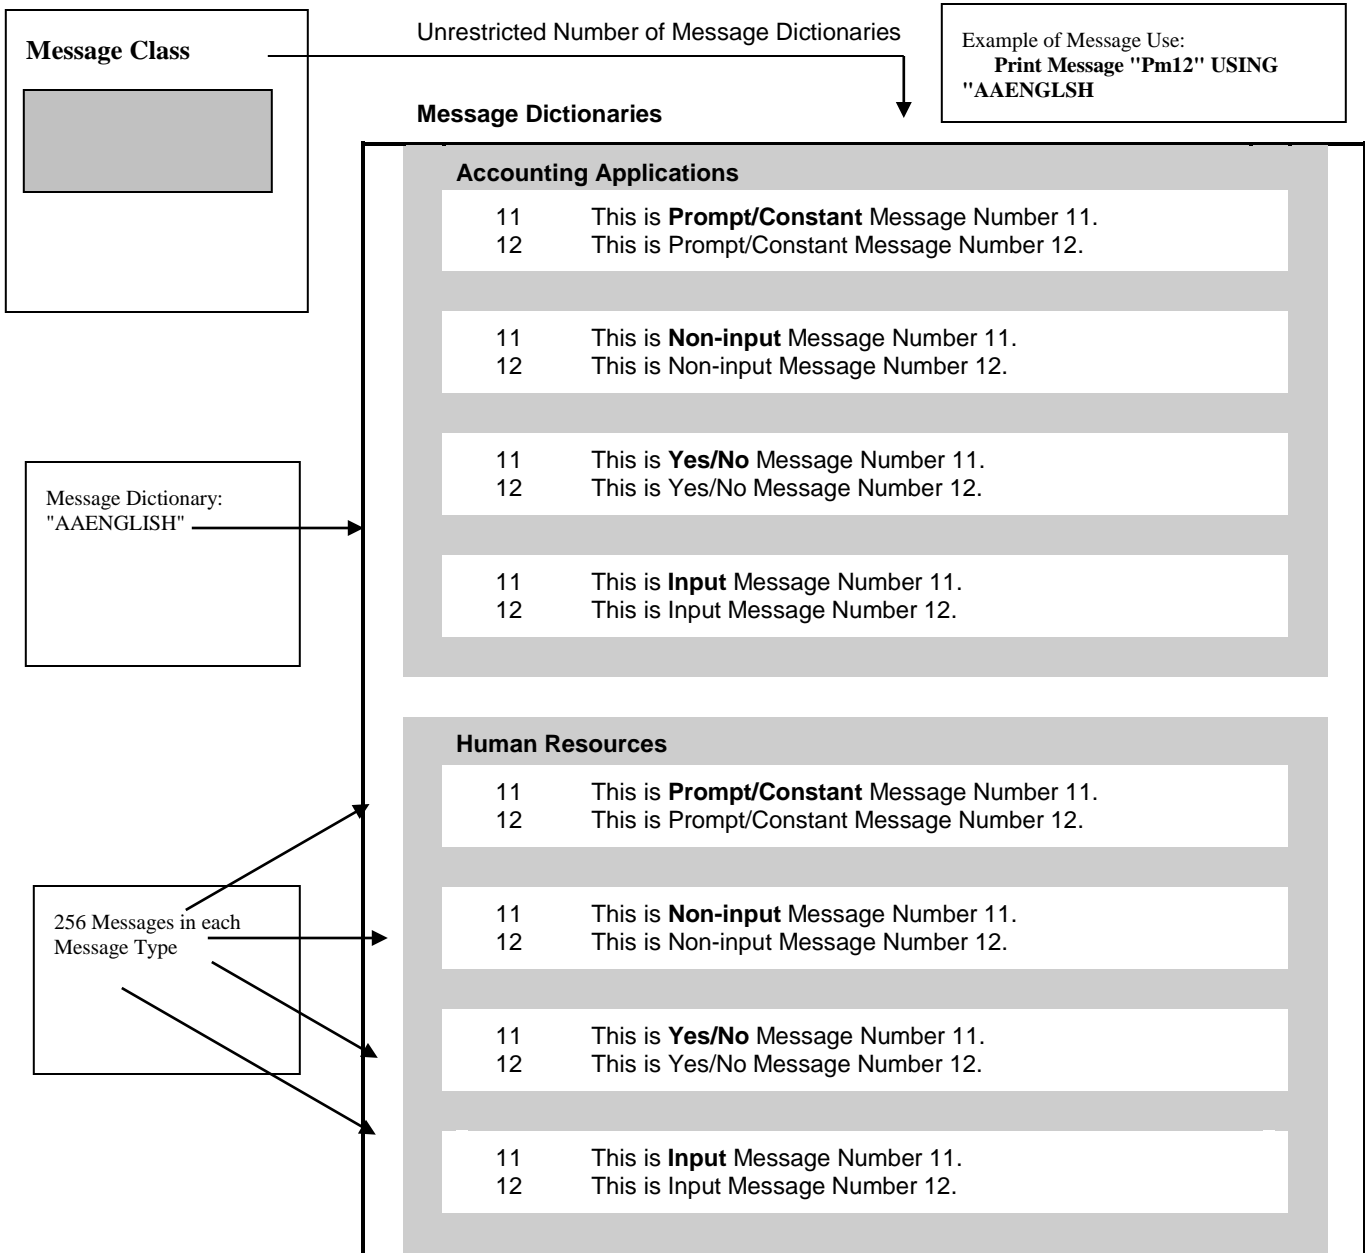 Message Class
Unrestricted Number of Message Dictionaries
Example of Message Use:
Print Message "Pm12" USING
"AAENGLSH
Message Dictionaries
Accounting Applications
11 This is Prompt/Constant Message Number 11.
12 This is Prompt/Constant Message Number 12.
11 This is Non-input Message Number 11.
12 This is Non-input Message Number 12.
11 This is Yes/No Message Number 11.
12 This is Yes/No Message Number 12.
Message Dictionary:
"AAENGLISH"
11 This is Input Message Number 11.
12 This is Input Message Number 12.
Human Resources
11 This is Prompt/Constant Message Number 11.
12 This is Prompt/Constant Message Number 12.
256 Messages in each
Message Type
11 This is Non-input Message Number 11.
12 This is Non-input Message Number 12.
11 This is Yes/No Message Number 11.
12 This is Yes/No Message Number 12.
11 This is Input Message Number 11.
12 This is Input Message Number 12.